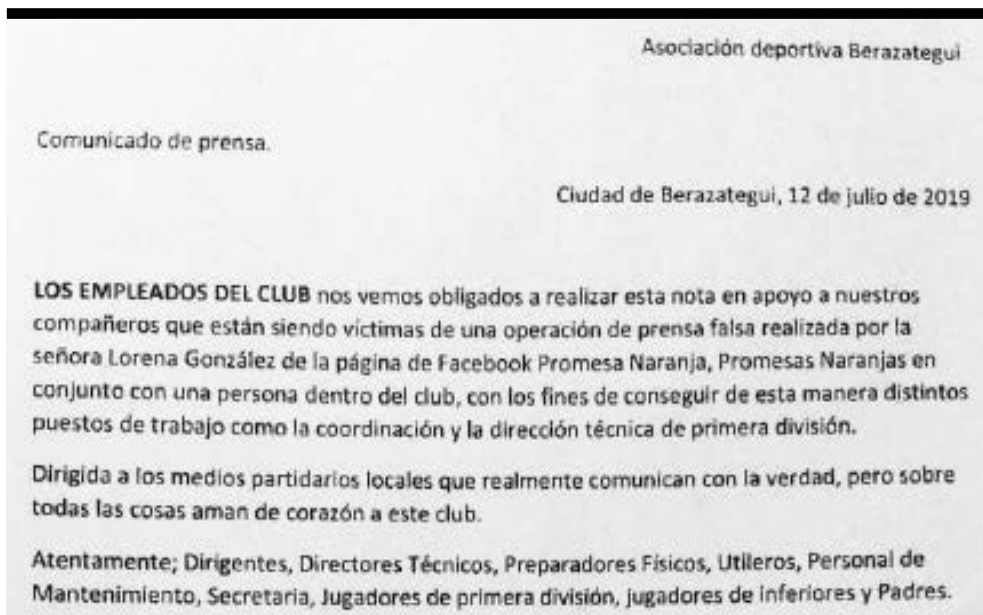 Asociación deportiva Berazategui
Comunicado de prensa.
Ciudad de Berazategui, 12 de julio de 2019
LOS EMPLEADOS DEL CLUB nos vemos obligados a realizar esta nota en apoyo a nuestros
compañeros que están siendo víctimas de una operación de prensa falsa realizada por la
señora Lorena González de la página de Facebook Promesa Naranja, Promesas Naranjas en
conjunto con una persona dentro del club, con los fines de conseguir de esta manera distintos
puestos de trabajo como la coordinación y la dirección técnica de primera división.
Dirigida a los medios partidarios locales que realmente comunican con la verdad, pero sobre
todas las cosas aman de corazón a este club.
Atentamente; Dirigentes, Directores Técnicos, Preparadores Físicos, Utileros, Personal de
Mantenimiento, Secretaria, Jugadores de primera división, jugadores de inferiores y Padres.